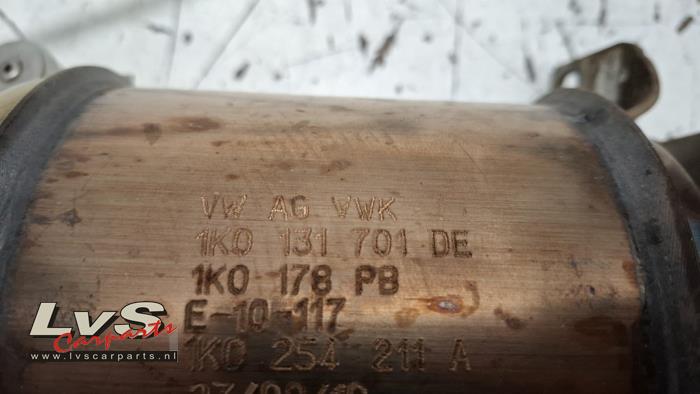 VW AG VWK
1K0 131 701 DE
1K0 178 PB
E-10-117
1K0 254 211 A
LVS
Carparts
www.lvscarparts.nl